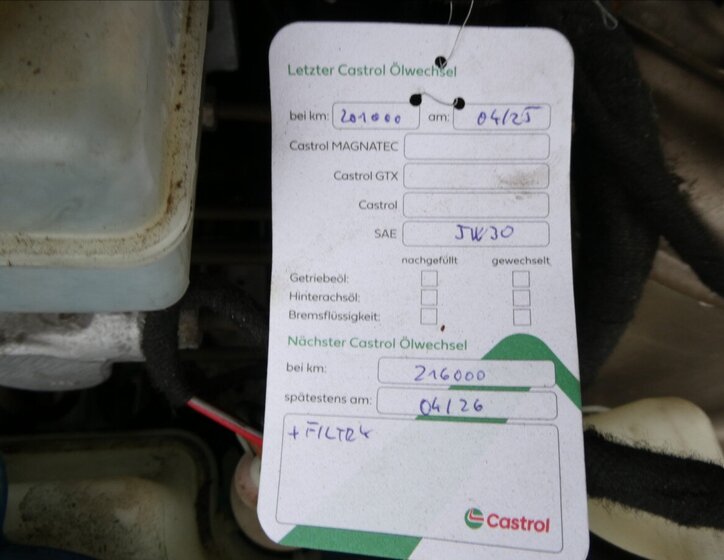 Letzter Castrol Ölwechsel
bei km: 201000 am: 04/25
Castrol MAGNATEC
Castrol GTX
Castrol
SAE 5W30
nachgefüllt gewechselt
Getriebeöl:
Hinterachsöl:
Bremsflüssigkeit:
Nächster Castrol Ölwechsel
bei km: 216000
spätestens am: 04/26
+FILTRY
Castrol